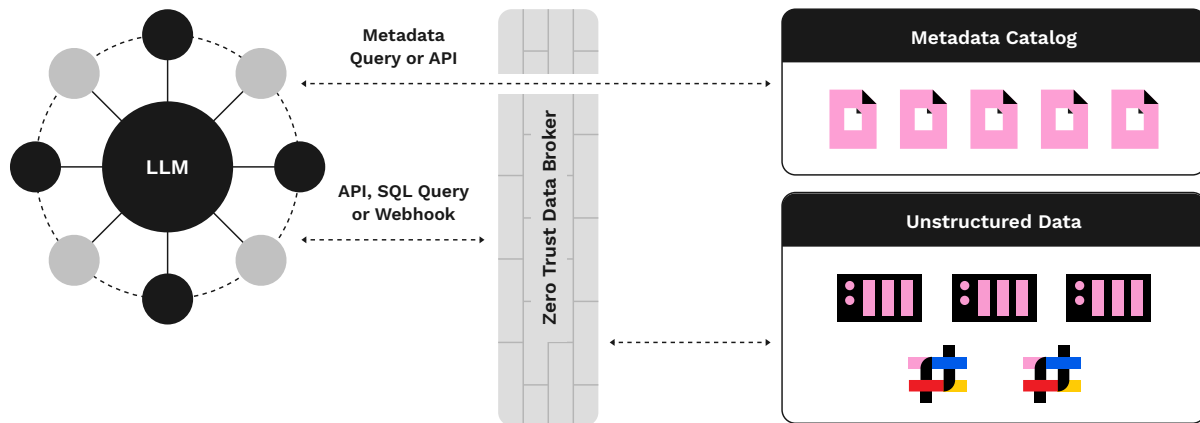 LLM
Metadata
Query or API
API, SQL Query
or Webhook
Zero Trust Data Broker
Metadata Catalog
Unstructured Data